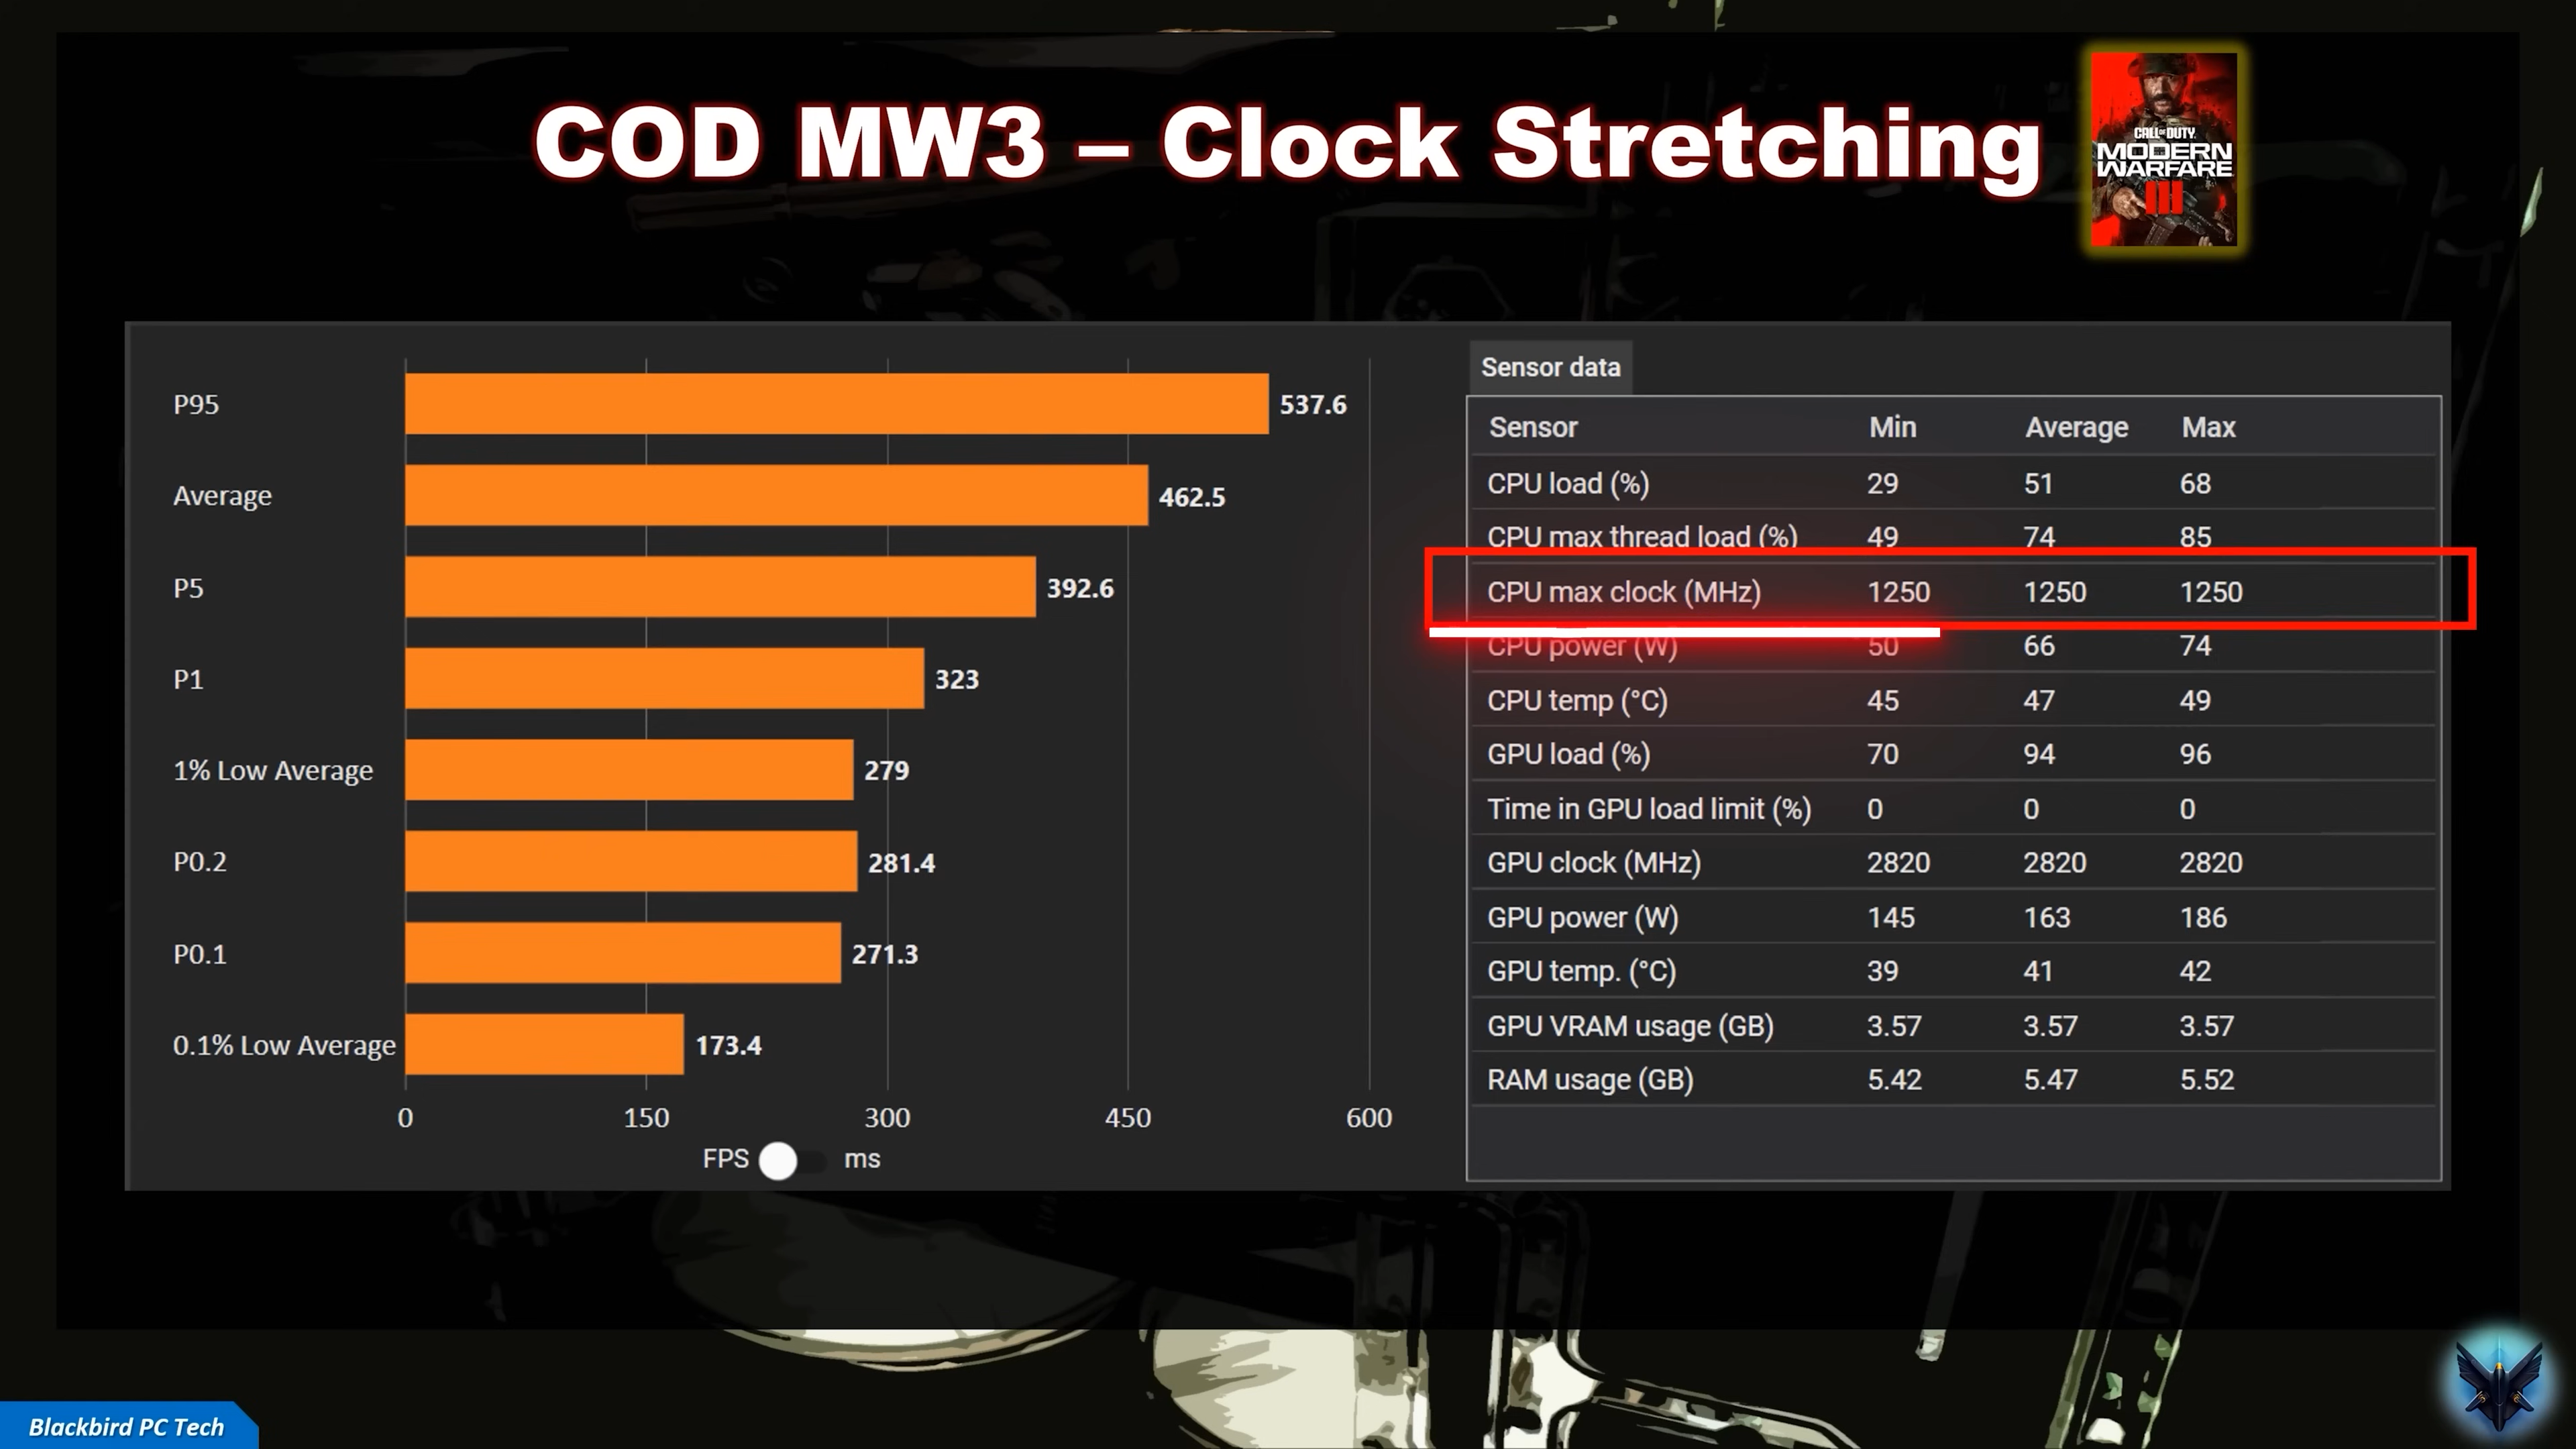 COD MW3 – Clock Stretching
CALL OF DUTY
MODERN
WARFARE
III
P95 537.6
Average 462.5
P5 392.6
P1 323
1% Low Average 279
P0.2 281.4
P0.1 271.3
0.1% Low Average 173.4
0 150 300 450 600
FPS ms
Sensor data
Sensor Min Average Max
CPU load (%) 29 51 68
CPU max thread load (%) 49 74 85
CPU max clock (MHz) 1250 1250 1250
CPU power (W) 50 66 74
CPU temp (°C) 45 47 49
GPU load (%) 70 94 96
Time in GPU load limit (%) 0 0 0
GPU clock (MHz) 2820 2820 2820
GPU power (W) 145 163 186
GPU temp. (°C) 39 41 42
GPU VRAM usage (GB) 3.57 3.57 3.57
RAM usage (GB) 5.42 5.47 5.52
Blackbird PC Tech